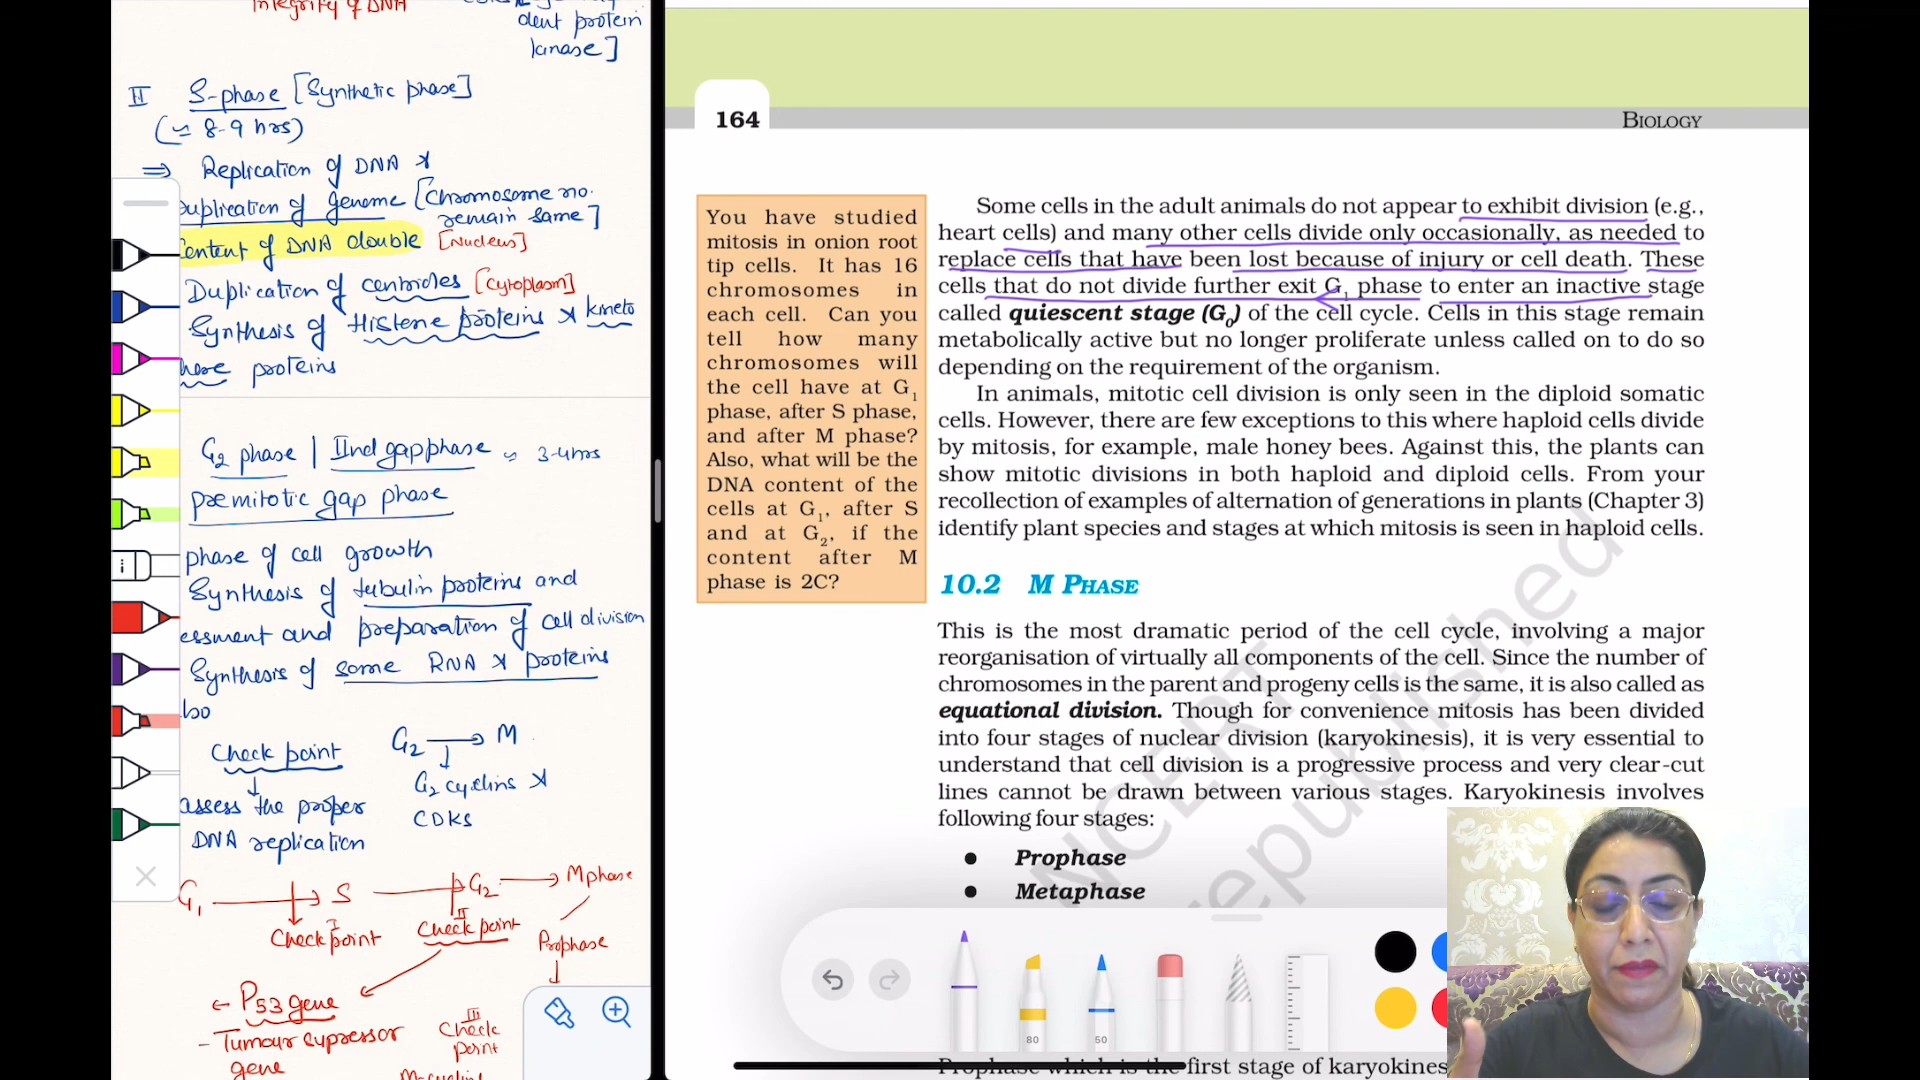 Integrity of DNA
dent protein
kinase]
II S-phase [Synthetic phase]
(≃ 8-9 hrs)
⇒ Replication of DNA &
Duplication of genome [Chromosome no.
remain same]
Content of DNA double [Nucleus]
Duplication of centrioles [Cytoplasm]
Synthesis of Histene proteins & kineto
hore proteins
G2 phase | IInd gap phase ≃ 3-4hrs
premitotic gap phase
phase of cell growth
Synthesis of tubulin proteins and
essment and preparation of cell division
Synthesis of some RNA & proteins
bo
Check point G2 → M
assess the proper
DNA replication
G2 cyclins &
CDKs
G1 → S → G2 → M phase
I
Check point
II
Check point
Prophase
← P53 gene
- Tumour supressor
gene
III
Check
point
M-cyclin
164
BIOLOGY
You have studied
mitosis in onion root
tip cells. It has 16
chromosomes in
each cell. Can you
tell how many
chromosomes will
the cell have at G1
phase, after S phase,
and after M phase?
Also, what will be the
DNA content of the
cells at G1, after S
and at G2, if the
content after M
phase is 2C?
Some cells in the adult animals do not appear to exhibit division (e.g.,
heart cells) and many other cells divide only occasionally, as needed to
replace cells that have been lost because of injury or cell death. These
cells that do not divide further exit G1 phase to enter an inactive stage
called quiescent stage (G0) of the cell cycle. Cells in this stage remain
metabolically active but no longer proliferate unless called on to do so
depending on the requirement of the organism.
In animals, mitotic cell division is only seen in the diploid somatic
cells. However, there are few exceptions to this where haploid cells divide
by mitosis, for example, male honey bees. Against this, the plants can
show mitotic divisions in both haploid and diploid cells. From your
recollection of examples of alternation of generations in plants (Chapter 3)
identify plant species and stages at which mitosis is seen in haploid cells.
10.2 M PHASE
This is the most dramatic period of the cell cycle, involving a major
reorganisation of virtually all components of the cell. Since the number of
chromosomes in the parent and progeny cells is the same, it is also called as
equational division. Though for convenience mitosis has been divided
into four stages of nuclear division (karyokinesis), it is very essential to
understand that cell division is a progressive process and very clear-cut
lines cannot be drawn between various stages. Karyokinesis involves
following four stages:
• Prophase
• Metaphase
NCERT
republished
80
50
Prophase which is the first stage of karyokines